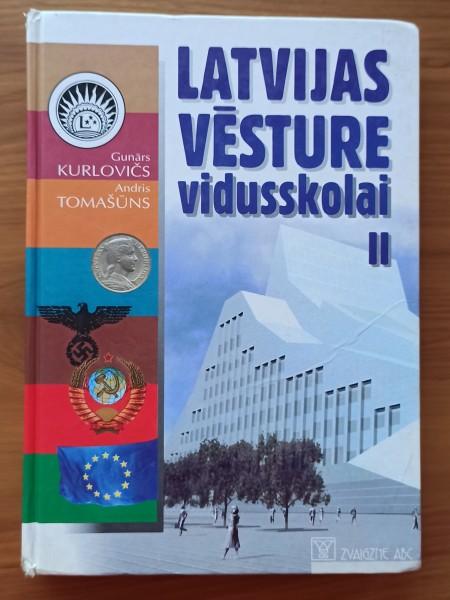 LATVIJAS
VĒSTURE
vidusskolai
II
Gunārs
KURLOVIČS
Andris
TOMAŠŪNS
ZVAIGZNE ABC